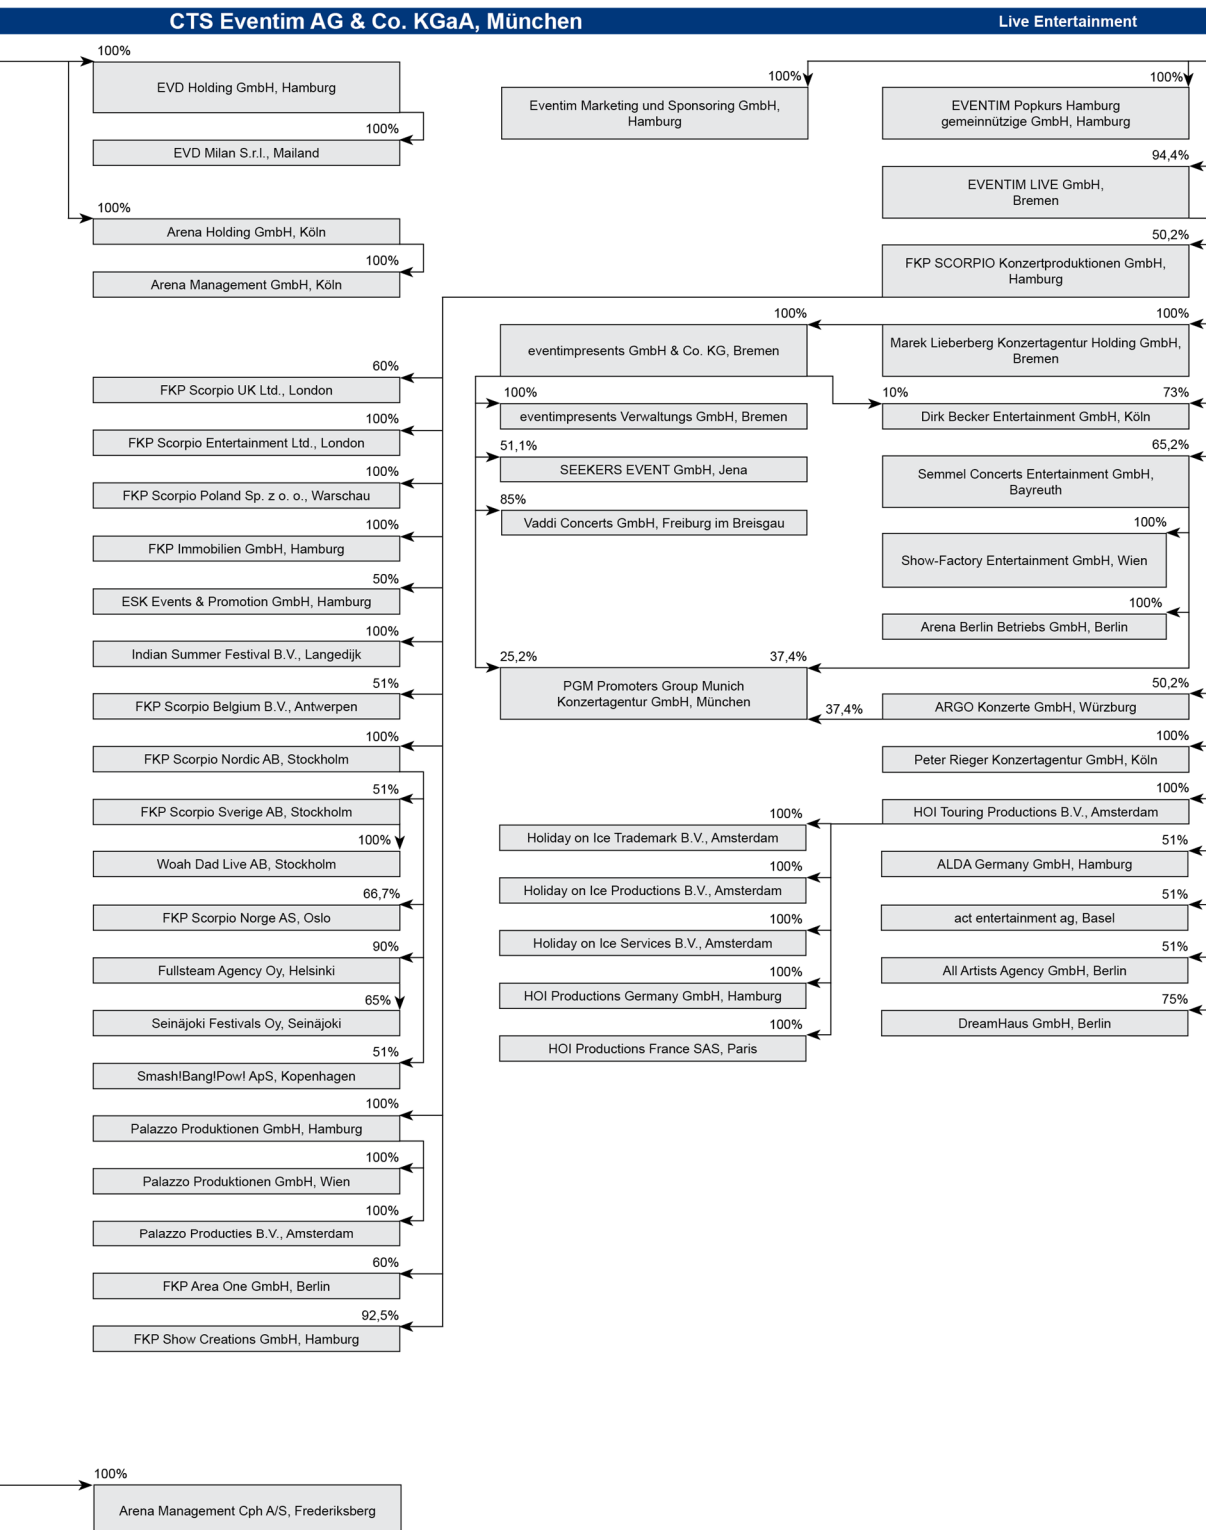 CTS Eventim AG & Co. KGaA, München
Live Entertainment
100%
EVD Holding GmbH, Hamburg
100%
EVD Milan S.r.l., Mailand
100%
Arena Holding GmbH, Köln
100%
Arena Management GmbH, Köln
60%
FKP Scorpio UK Ltd., London
100%
FKP Scorpio Entertainment Ltd., London
100%
FKP Scorpio Poland Sp. z o. o., Warschau
100%
FKP Immobilien GmbH, Hamburg
50%
ESK Events & Promotion GmbH, Hamburg
100%
Indian Summer Festival B.V., Langedijk
51%
FKP Scorpio Belgium B.V., Antwerpen
100%
FKP Scorpio Nordic AB, Stockholm
51%
FKP Scorpio Sverige AB, Stockholm
100%
Woah Dad Live AB, Stockholm
66,7%
FKP Scorpio Norge AS, Oslo
90%
Fullsteam Agency Oy, Helsinki
65%
Seinäjoki Festivals Oy, Seinäjoki
51%
Smash!Bang!Pow! ApS, Kopenhagen
100%
Palazzo Produktionen GmbH, Hamburg
100%
Palazzo Produktionen GmbH, Wien
100%
Palazzo Producties B.V., Amsterdam
60%
FKP Area One GmbH, Berlin
92,5%
FKP Show Creations GmbH, Hamburg
100%
Arena Management Cph A/S, Frederiksberg
100%
Eventim Marketing und Sponsoring GmbH,
Hamburg
100%
eventimpresents GmbH & Co. KG, Bremen
100%
eventimpresents Verwaltungs GmbH, Bremen
51,1%
SEEKERS EVENT GmbH, Jena
85%
Vaddi Concerts GmbH, Freiburg im Breisgau
25,2%
37,4%
PGM Promoters Group Munich
Konzertagentur GmbH, München
37,4%
100%
Holiday on Ice Trademark B.V., Amsterdam
100%
Holiday on Ice Productions B.V., Amsterdam
100%
Holiday on Ice Services B.V., Amsterdam
100%
HOI Productions Germany GmbH, Hamburg
100%
HOI Productions France SAS, Paris
100%
EVENTIM Popkurs Hamburg
gemeinnützige GmbH, Hamburg
94,4%
EVENTIM LIVE GmbH,
Bremen
50,2%
FKP SCORPIO Konzertproduktionen GmbH,
Hamburg
100%
Marek Lieberberg Konzertagentur Holding GmbH,
Bremen
10%
73%
Dirk Becker Entertainment GmbH, Köln
65,2%
Semmel Concerts Entertainment GmbH,
Bayreuth
100%
Show-Factory Entertainment GmbH, Wien
100%
Arena Berlin Betriebs GmbH, Berlin
50,2%
ARGO Konzerte GmbH, Würzburg
100%
Peter Rieger Konzertagentur GmbH, Köln
100%
HOI Touring Productions B.V., Amsterdam
51%
ALDA Germany GmbH, Hamburg
51%
act entertainment ag, Basel
51%
All Artists Agency GmbH, Berlin
75%
DreamHaus GmbH, Berlin